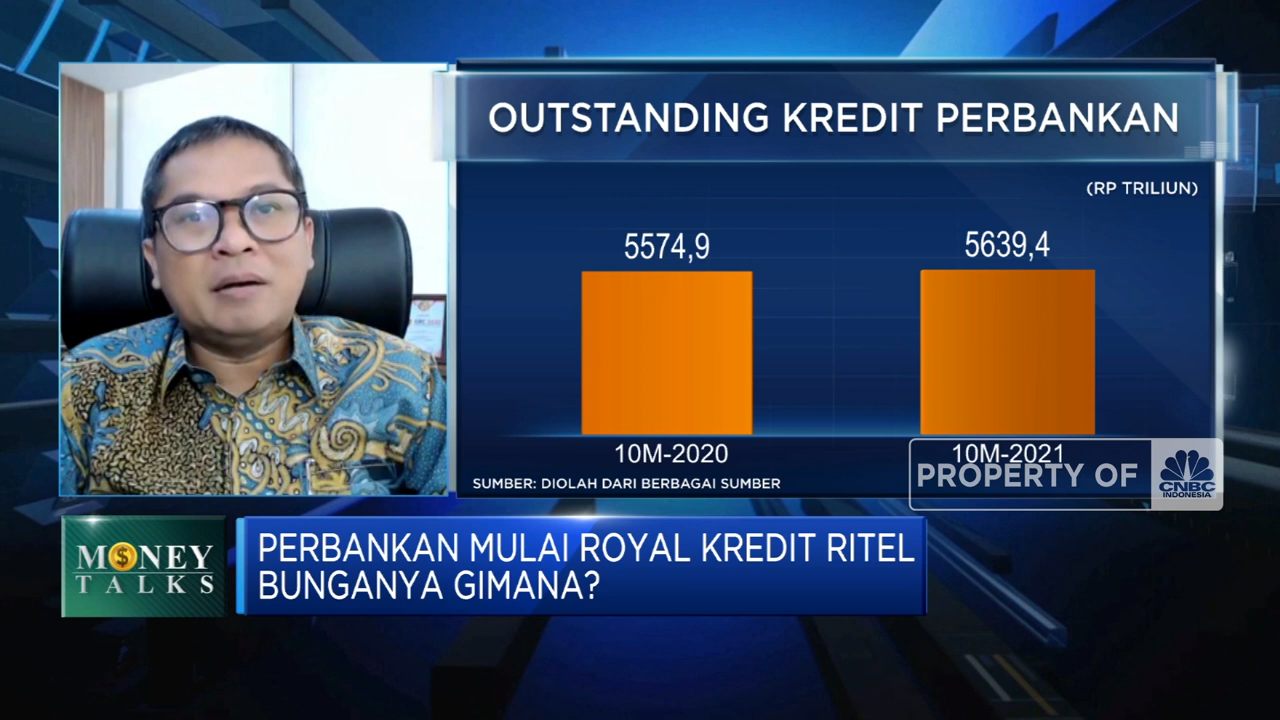 OUTSTANDING KREDIT PERBANKAN
(RP TRILIUN)
5574,9
5639,4
10M-2020
10M-2021
SUMBER: DIOLAH DARI BERBAGAI SUMBER
PROPERTY OF
CNBC
INDONESIA
MONEY
TALKS
PERBANKAN MULAI ROYAL KREDIT RITEL
BUNGANYA GIMANA?